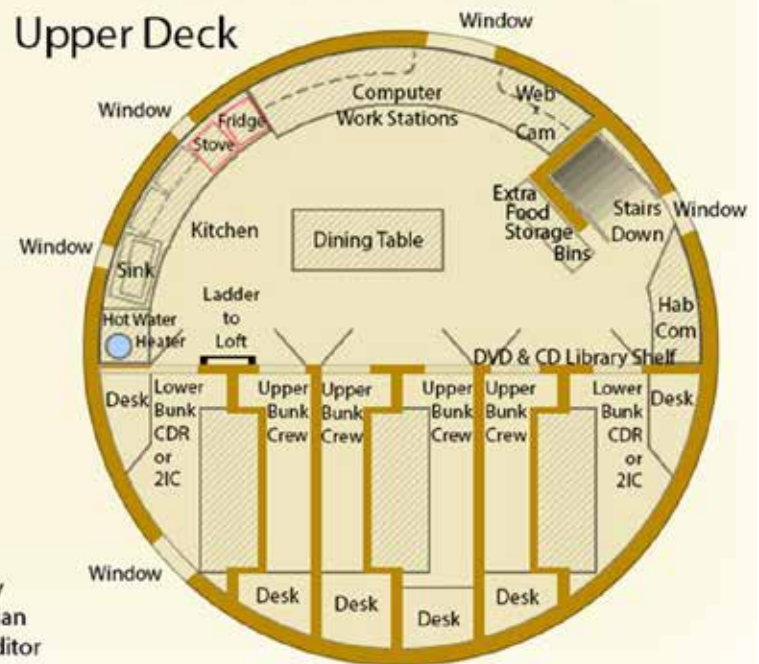 Upper Deck
Window
Window
Computer
Work Stations
Web
Cam
Fridge
Stove
Extra
Food
Storage
Bins
Stairs
Down
Window
Kitchen
Dining Table
Window
Sink
Ladder
to
Loft
Hot Water
Heater
Hab
Com
DVD & CD Library Shelf
Desk
Lower
Bunk
CDR
or
2IC
Upper
Bunk
Crew
Upper
Bunk
Crew
Upper
Bunk
Crew
Upper
Bunk
Crew
Lower
Bunk
CDR
or
2IC
Desk
Window
Desk
Desk
Desk
Desk
an
ditor